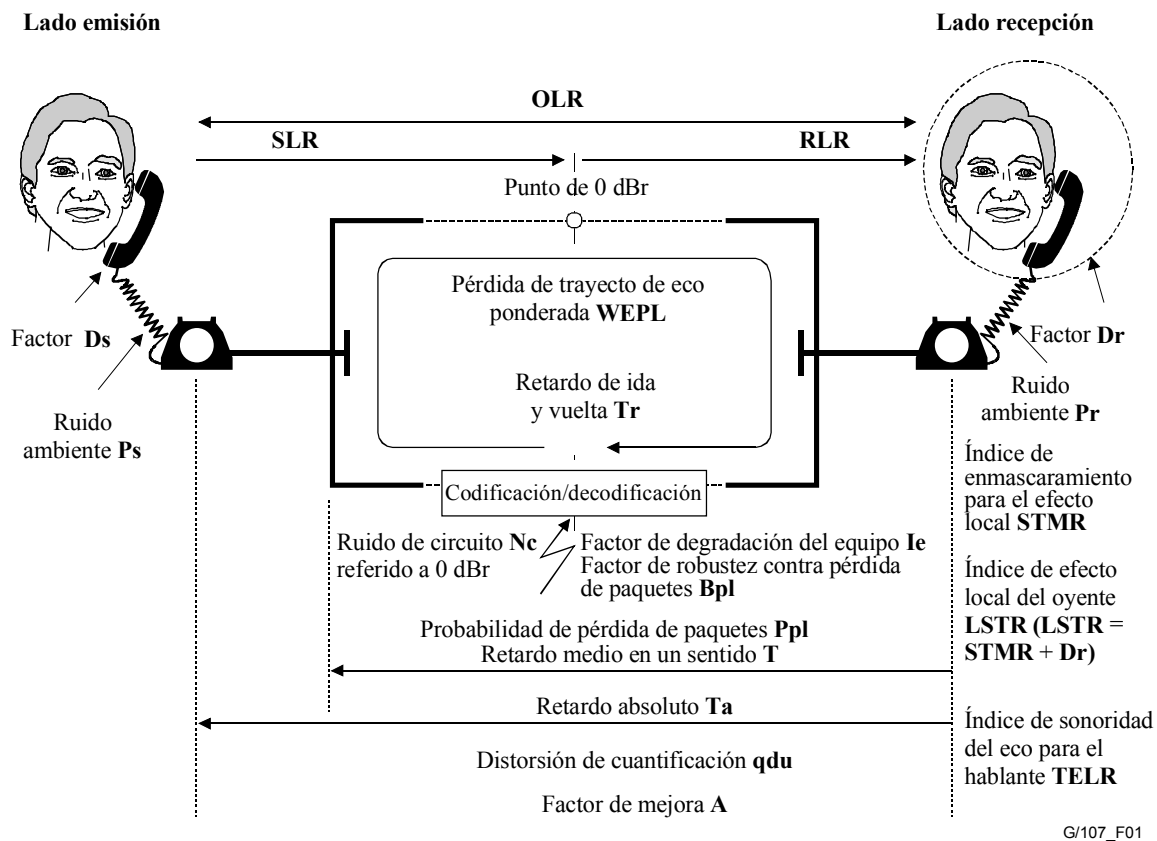 Lado emisión
Lado recepción
OLR
SLR
RLR
Punto de 0 dBr
Pérdida de trayecto de eco
ponderada WEPL
Factor Ds
Factor Dr
Retardo de ida
y vuelta Tr
Ruido
ambiente Ps
Ruido
ambiente Pr
Codificación/decodificación
Índice de
enmascaramiento
para el efecto
local STMR
Ruido de circuito Nc
referido a 0 dBr
Factor de degradación del equipo Ie
Factor de robustez contra pérdida
de paquetes Bpl
Índice de efecto
local del oyente
LSTR (LSTR =
STMR + Dr)
Probabilidad de pérdida de paquetes Ppl
Retardo medio en un sentido T
Retardo absoluto Ta
Índice de sonoridad
del eco para el
hablante TELR
Distorsión de cuantificación qdu
Factor de mejora A
G/107_F01